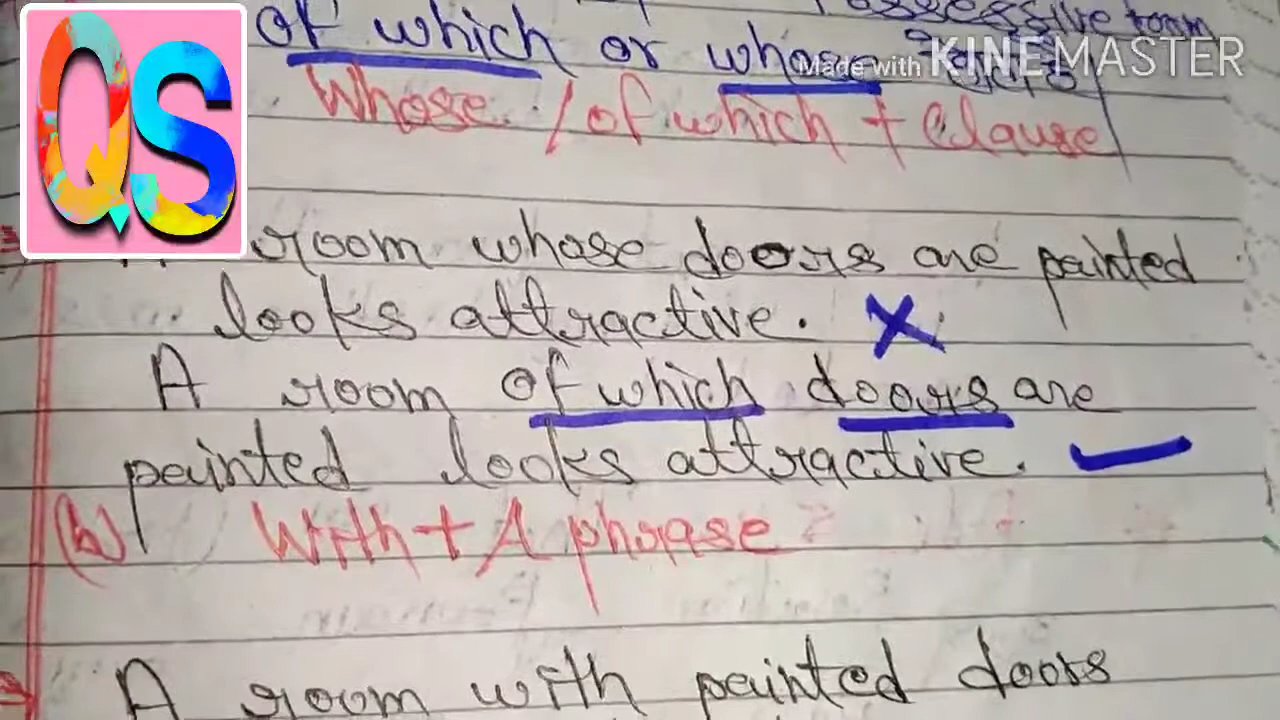 QS
Possessive
of which or whose
Made with KINEMASTER
Whose / of which + Clause
room whose doors are painted
looks attractive. X
A room of which doors are
painted looks attractive.
(b) With + A phrase
A room with painted doors